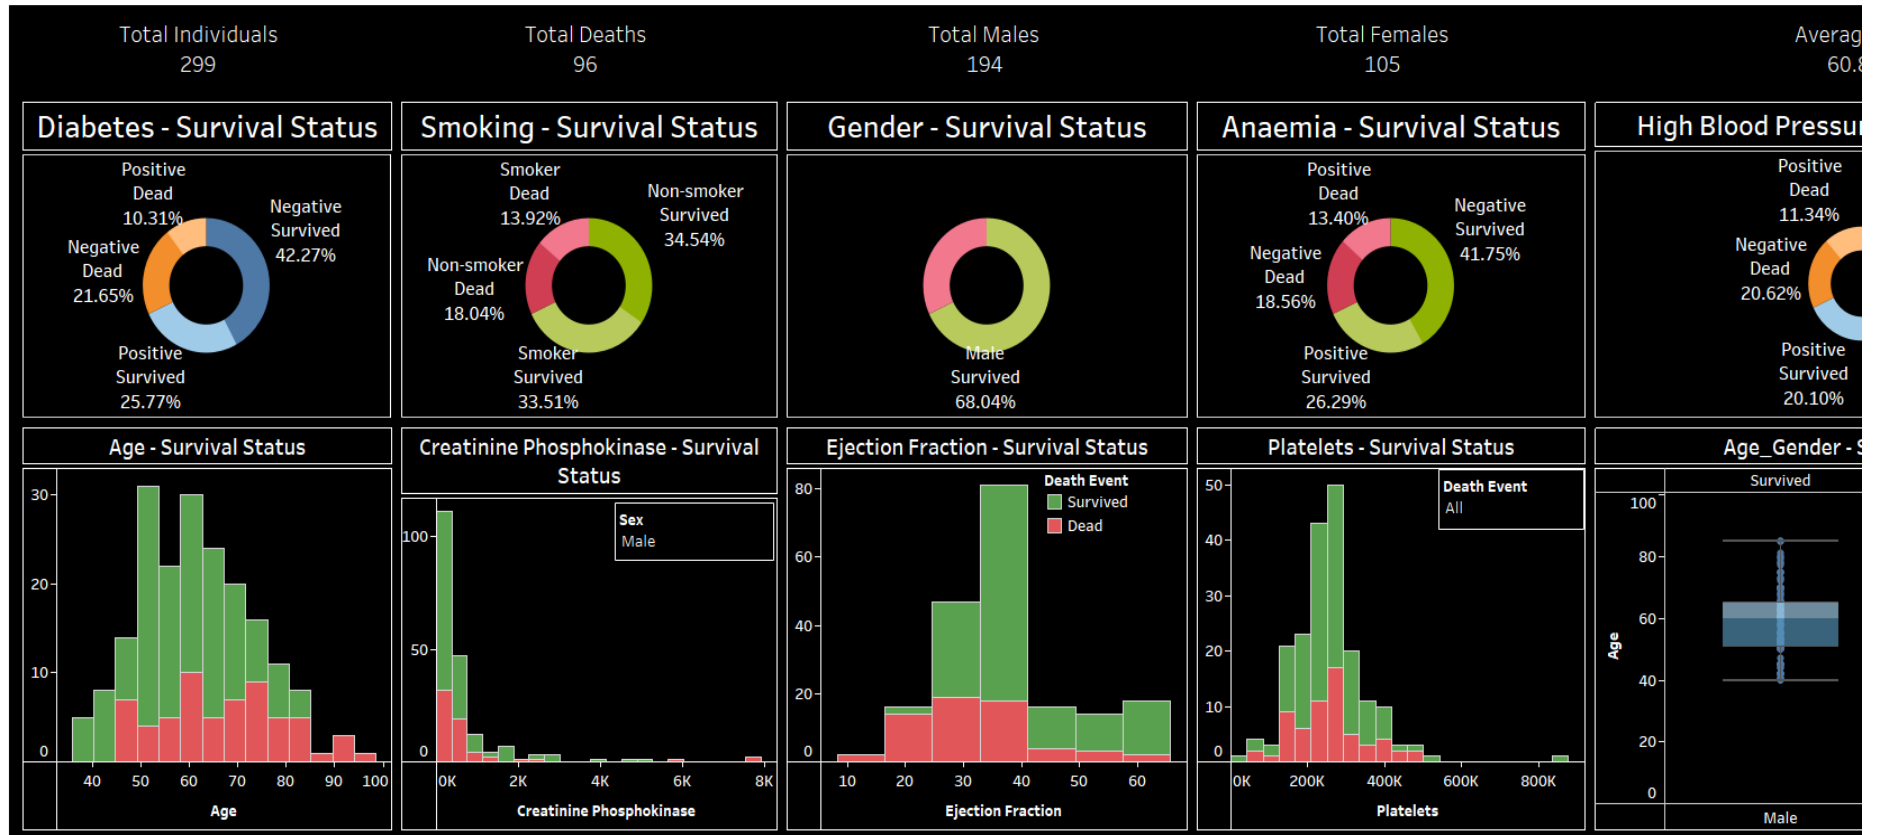 Total Individuals
299
Total Deaths
96
Total Males
194
Total Females
105
Averag
60.8
Diabetes - Survival Status
Positive
Dead
10.31%
Negative
Survived
42.27%
Negative
Dead
21.65%
Positive
Survived
25.77%
Smoking - Survival Status
Smoker
Dead
13.92%
Non-smoker
Survived
34.54%
Non-smoker
Dead
18.04%
Smoker
Survived
33.51%
Gender - Survival Status
Male
Survived
68.04%
Anaemia - Survival Status
Positive
Dead
13.40%
Negative
Survived
41.75%
Negative
Dead
18.56%
Positive
Survived
26.29%
High Blood Pressur
Positive
Dead
11.34%
Negative
Dead
20.62%
Positive
Survived
20.10%
Age - Survival Status
30
20
10
0
40 50 60 70 80 90 100
Age
Creatinine Phosphokinase - Survival
Status
Sex
Male
100
50
0
0K 2K 4K 6K 8K
Creatinine Phosphokinase
Ejection Fraction - Survival Status
Death Event
Survived
Dead
80
60
40
20
0
10 20 30 40 50 60
Ejection Fraction
Platelets - Survival Status
Death Event
All
50
40
30
20
10
0
0K 200K 400K 600K 800K
Platelets
Age_Gender - S
Survived
100
80
60
40
20
0
Age
Male